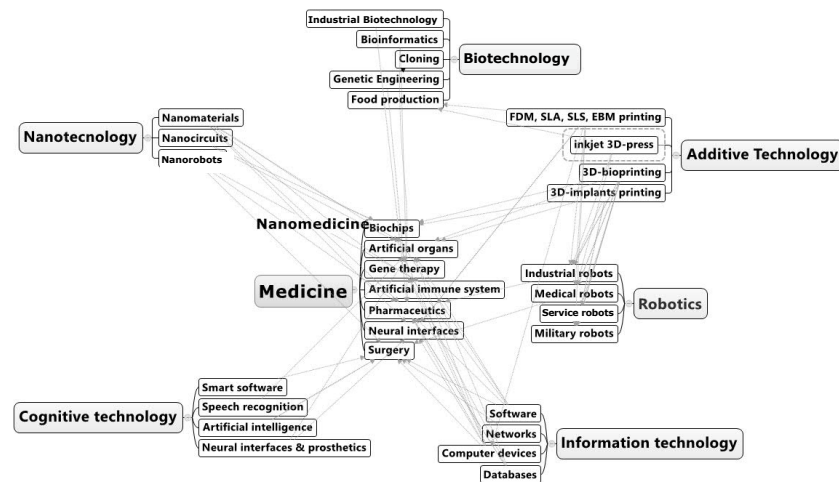 Industrial Biotechnology
Bioinformatics
Cloning
Genetic Engineering
Food production
Biotechnology
Nanotecnology
Nanomaterials
Nanocircuits
Nanorobots
FDM, SLA, SLS, EBM printing
inkjet 3D-press
3D-bioprinting
3D-implants printing
Additive Technology
Nanomedicine
Medicine
Biochips
Artificial organs
Gene therapy
Artificial immune system
Pharmaceutics
Neural interfaces
Surgery
Industrial robots
Medical robots
Service robots
Military robots
Robotics
Cognitive technology
Smart software
Speech recognition
Artificial intelligence
Neural interfaces & prosthetics
Software
Networks
Computer devices
Databases
Information technology